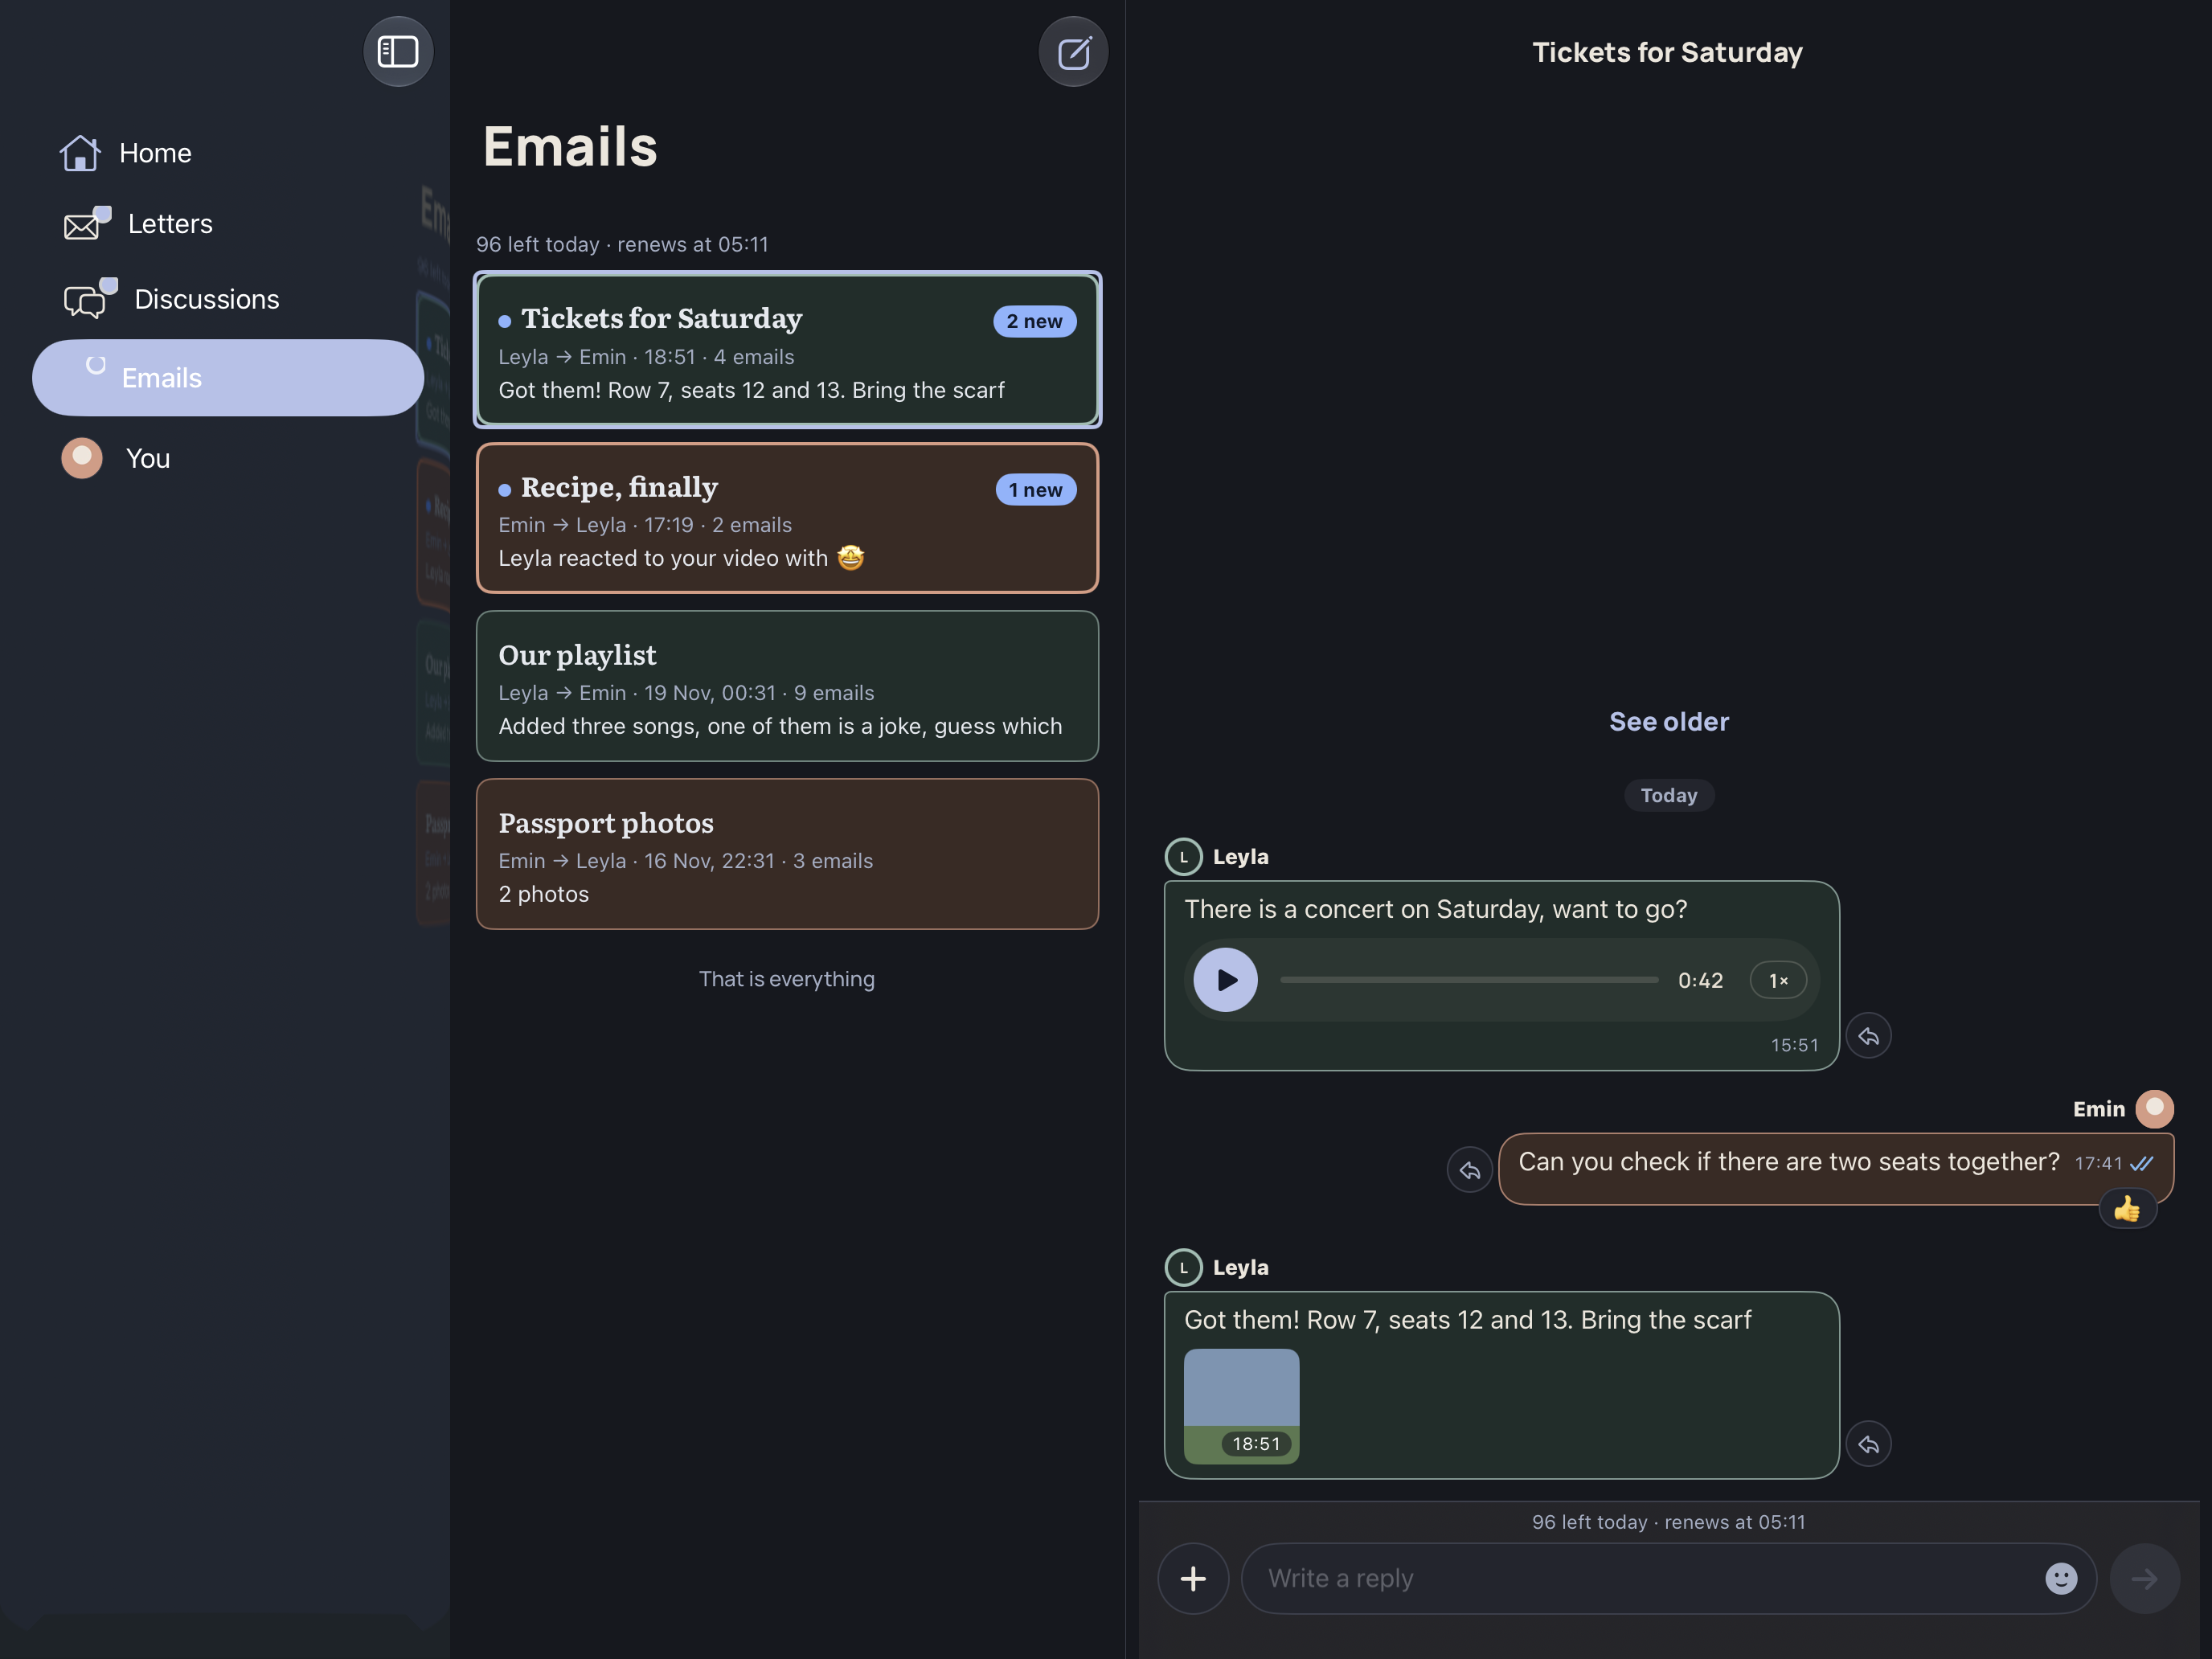 Tickets for Saturday
Home
Letters
Discussions
Emails
You
Emails
96 left today · renews at 05:11
Tickets for Saturday
2 new
Leyla → Emin · 18:51 · 4 emails
Got them! Row 7, seats 12 and 13. Bring the scarf
Recipe, finally
1 new
Emin → Leyla · 17:19 · 2 emails
Leyla reacted to your video with 🤩
Our playlist
Leyla → Emin · 19 Nov, 00:31 · 9 emails
Added three songs, one of them is a joke, guess which
Passport photos
Emin → Leyla · 16 Nov, 22:31 · 3 emails
2 photos
That is everything
See older
Today
L Leyla
There is a concert on Saturday, want to go?
0:42 1×
15:51
Emin
Can you check if there are two seats together? 17:41
👍
L Leyla
Got them! Row 7, seats 12 and 13. Bring the scarf
18:51
96 left today · renews at 05:11
Write a reply